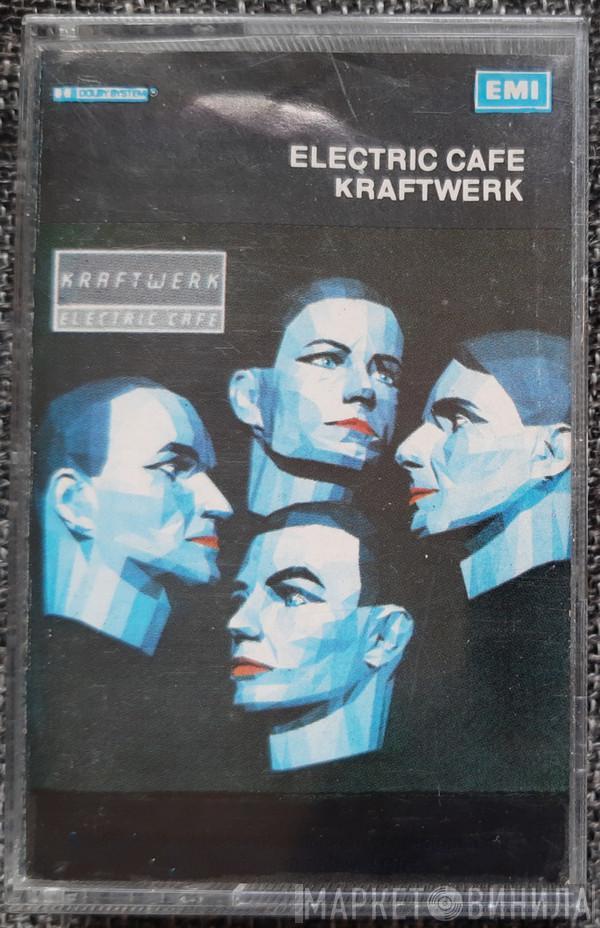 DOLBY SYSTEM
EMI
ELECTRIC CAFE
KRAFTWERK
KRAFTWERK
ELECTRIC CAFE
МАРКЕТ ВИНИЛА